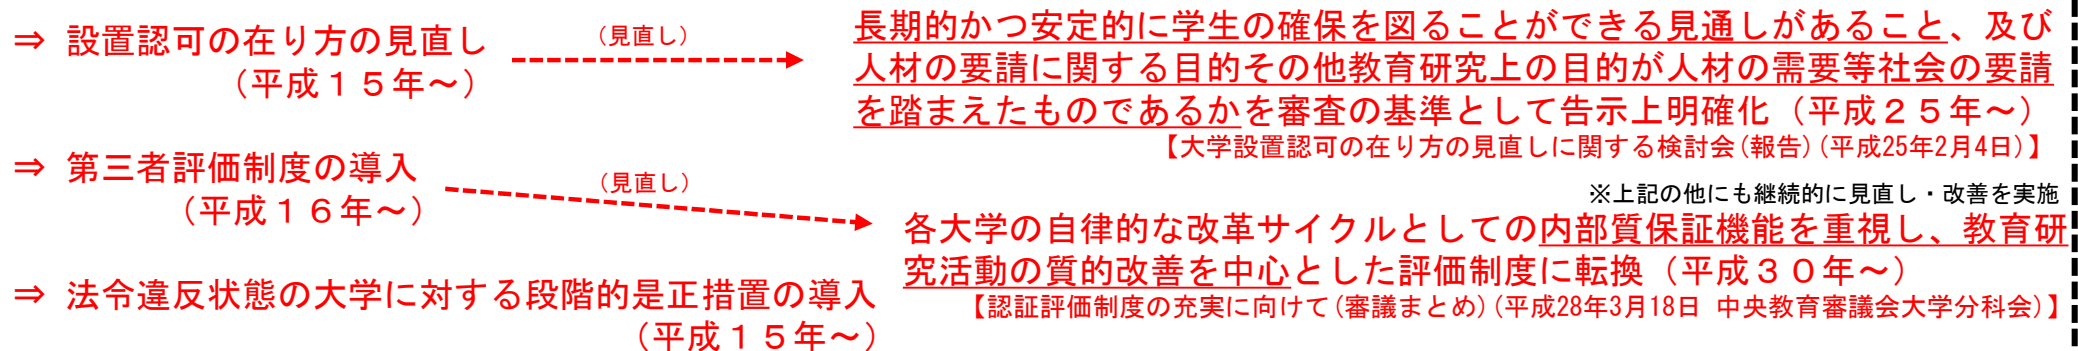 ⇒ 設置認可の在り方の見直し
（平成１５年～）
（見直し）
長期的かつ安定的に学生の確保を図ることができる見通しがあること、及び
人材の要請に関する目的その他教育研究上の目的が人材の需要等社会の要請
を踏まえたものであるかを審査の基準として告示上明確化（平成２５年～）
【大学設置認可の在り方の見直しに関する検討会(報告)(平成25年2月4日)】
⇒ 第三者評価制度の導入
（平成１６年～）
（見直し）
※上記の他にも継続的に見直し・改善を実施
各大学の自律的な改革サイクルとしての内部質保証機能を重視し、教育研
究活動の質的改善を中心とした評価制度に転換（平成３０年～）
【認証評価制度の充実に向けて(審議まとめ)(平成28年3月18日 中央教育審議会大学分科会)】
⇒ 法令違反状態の大学に対する段階的是正措置の導入
（平成１５年～）